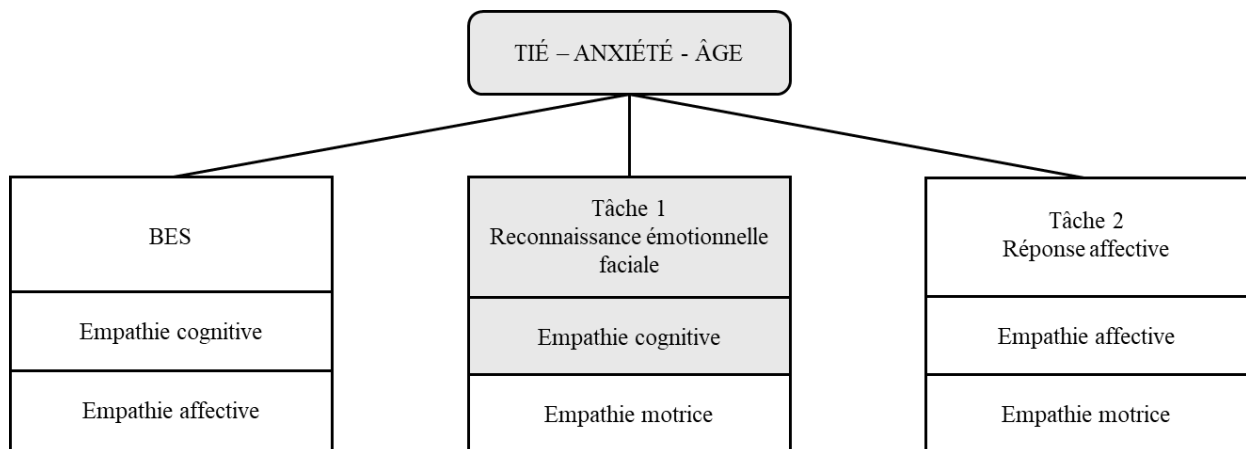 TIÉ – ANXIÉTÉ - ÂGE
BES
Empathie cognitive
Empathie affective
Tâche 1
Reconnaissance émotionnelle
faciale
Empathie cognitive
Empathie motrice
Tâche 2
Réponse affective
Empathie affective
Empathie motrice